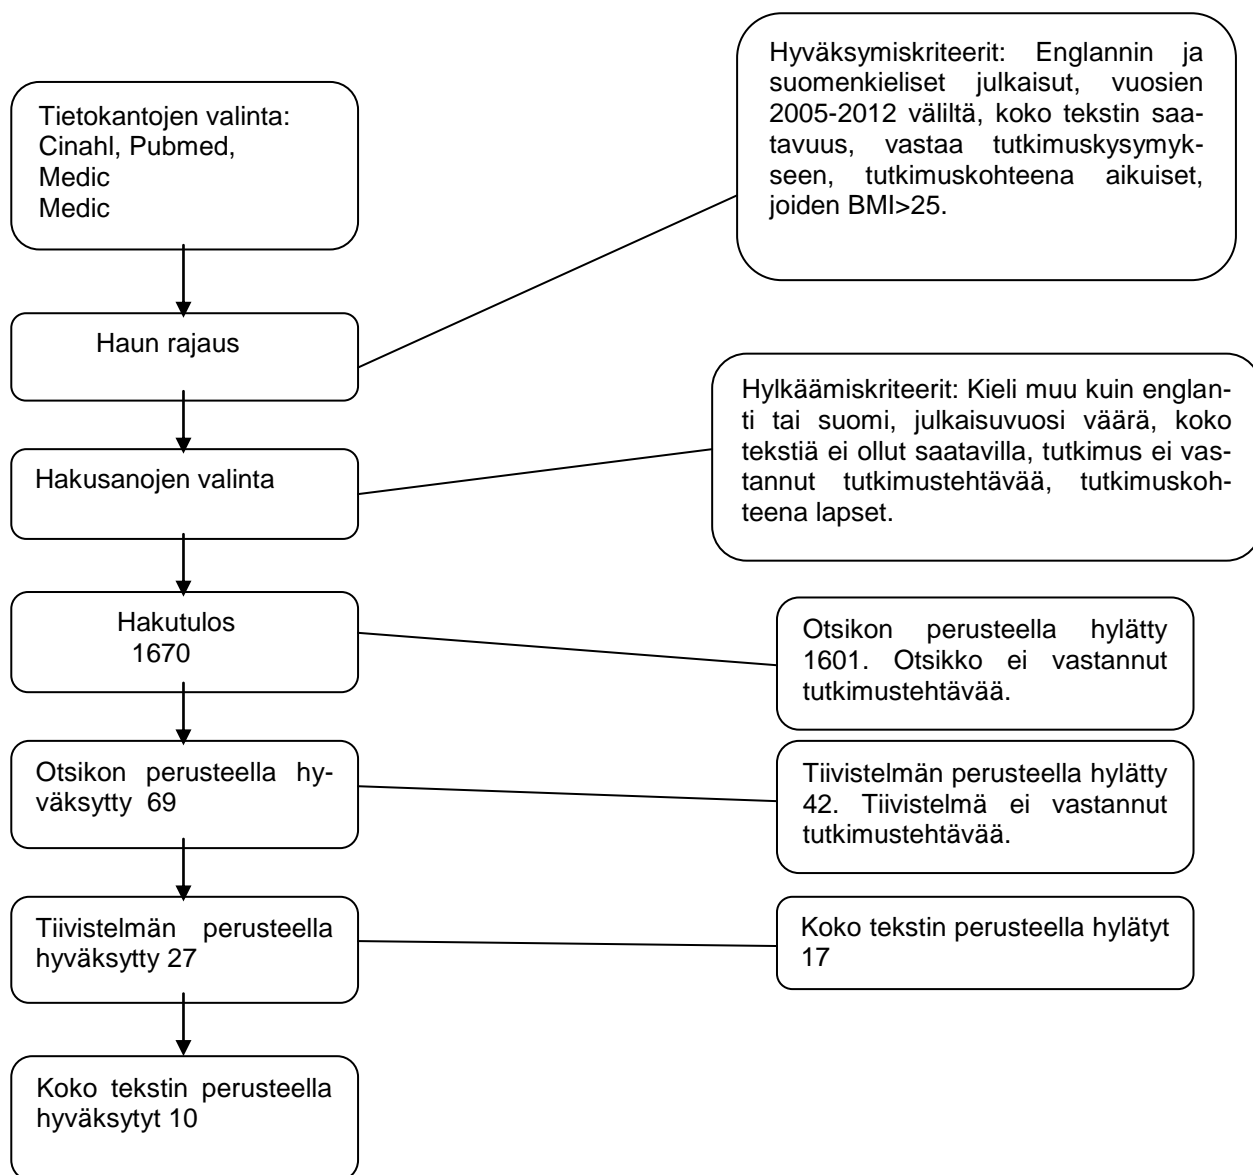 Tietokantojen valinta:
Cinahl, Pubmed,
Medic
Medic
Hyväksymiskriteerit: Englannin ja
suomenkieliset julkaisut, vuosien
2005-2012 väliltä, koko tekstin saa-
tavuus, vastaa tutkimuskysymyk-
seen, tutkimuskohteena aikuiset,
joiden BMI>25.
Haun rajaus
Hylkäämiskriteerit: Kieli muu kuin englan-
ti tai suomi, julkaisuvuosi väärä, koko
tekstiä ei ollut saatavilla, tutkimus ei vas-
tannut tutkimustehtävää, tutkimuskoh-
teena lapset.
Hakusanojen valinta
Hakutulos
1670
Otsikon perusteella hylätty
1601. Otsikko ei vastannut
tutkimustehtävää.
Otsikon perusteella hy-
väksytty 69
Tiivistelmän perusteella hylätty
42. Tiivistelmä ei vastannut
tutkimustehtävää.
Tiivistelmän perusteella
hyväksytty 27
Koko tekstin perusteella hylätyt
17
Koko tekstin perusteella
hyväksytyt 10